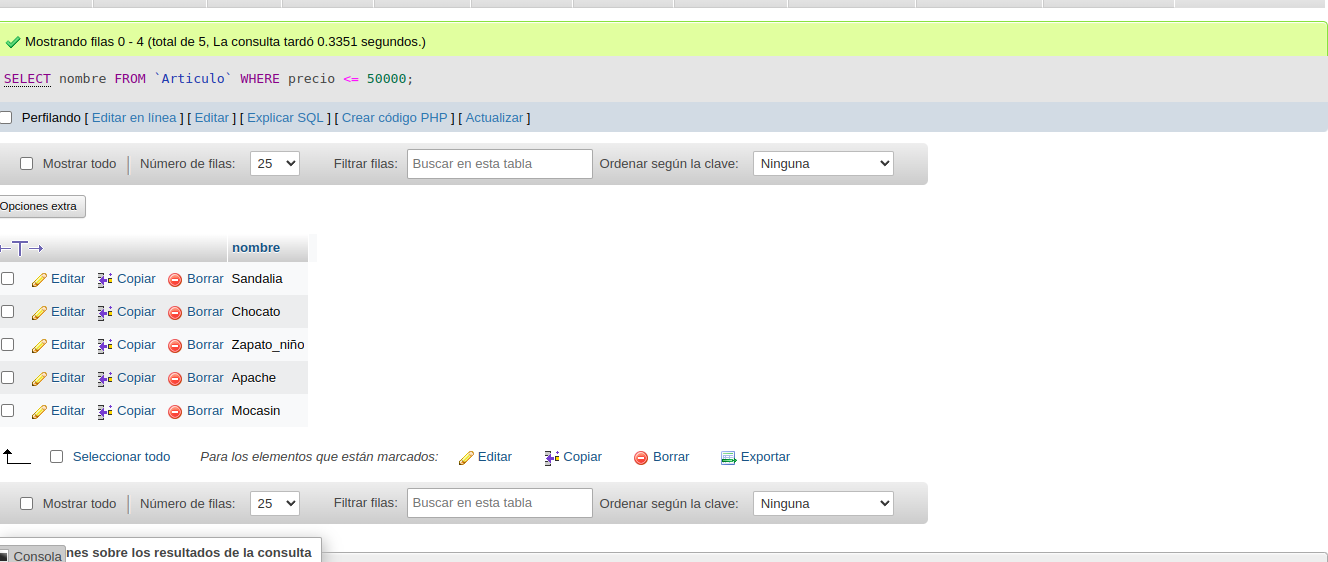 Mostrando filas 0 - 4 (total de 5, La consulta tardó 0.3351 segundos.)
SELECT nombre FROM `Articulo` WHERE precio <= 50000;
Perfilando [ Editar en línea ] [ Editar ] [ Explicar SQL ] [ Crear código PHP ] [ Actualizar ]
Mostrar todo Número de filas: 25 Filtrar filas: Buscar en esta tabla Ordenar según la clave: Ninguna
Opciones extra
nombre
Editar Copiar Borrar Sandalia
Editar Copiar Borrar Chocato
Editar Copiar Borrar Zapato_niño
Editar Copiar Borrar Apache
Editar Copiar Borrar Mocasin
Seleccionar todo Para los elementos que están marcados: Editar Copiar Borrar Exportar
Mostrar todo Número de filas: 25 Filtrar filas: Buscar en esta tabla Ordenar según la clave: Ninguna
Consola nes sobre los resultados de la consulta